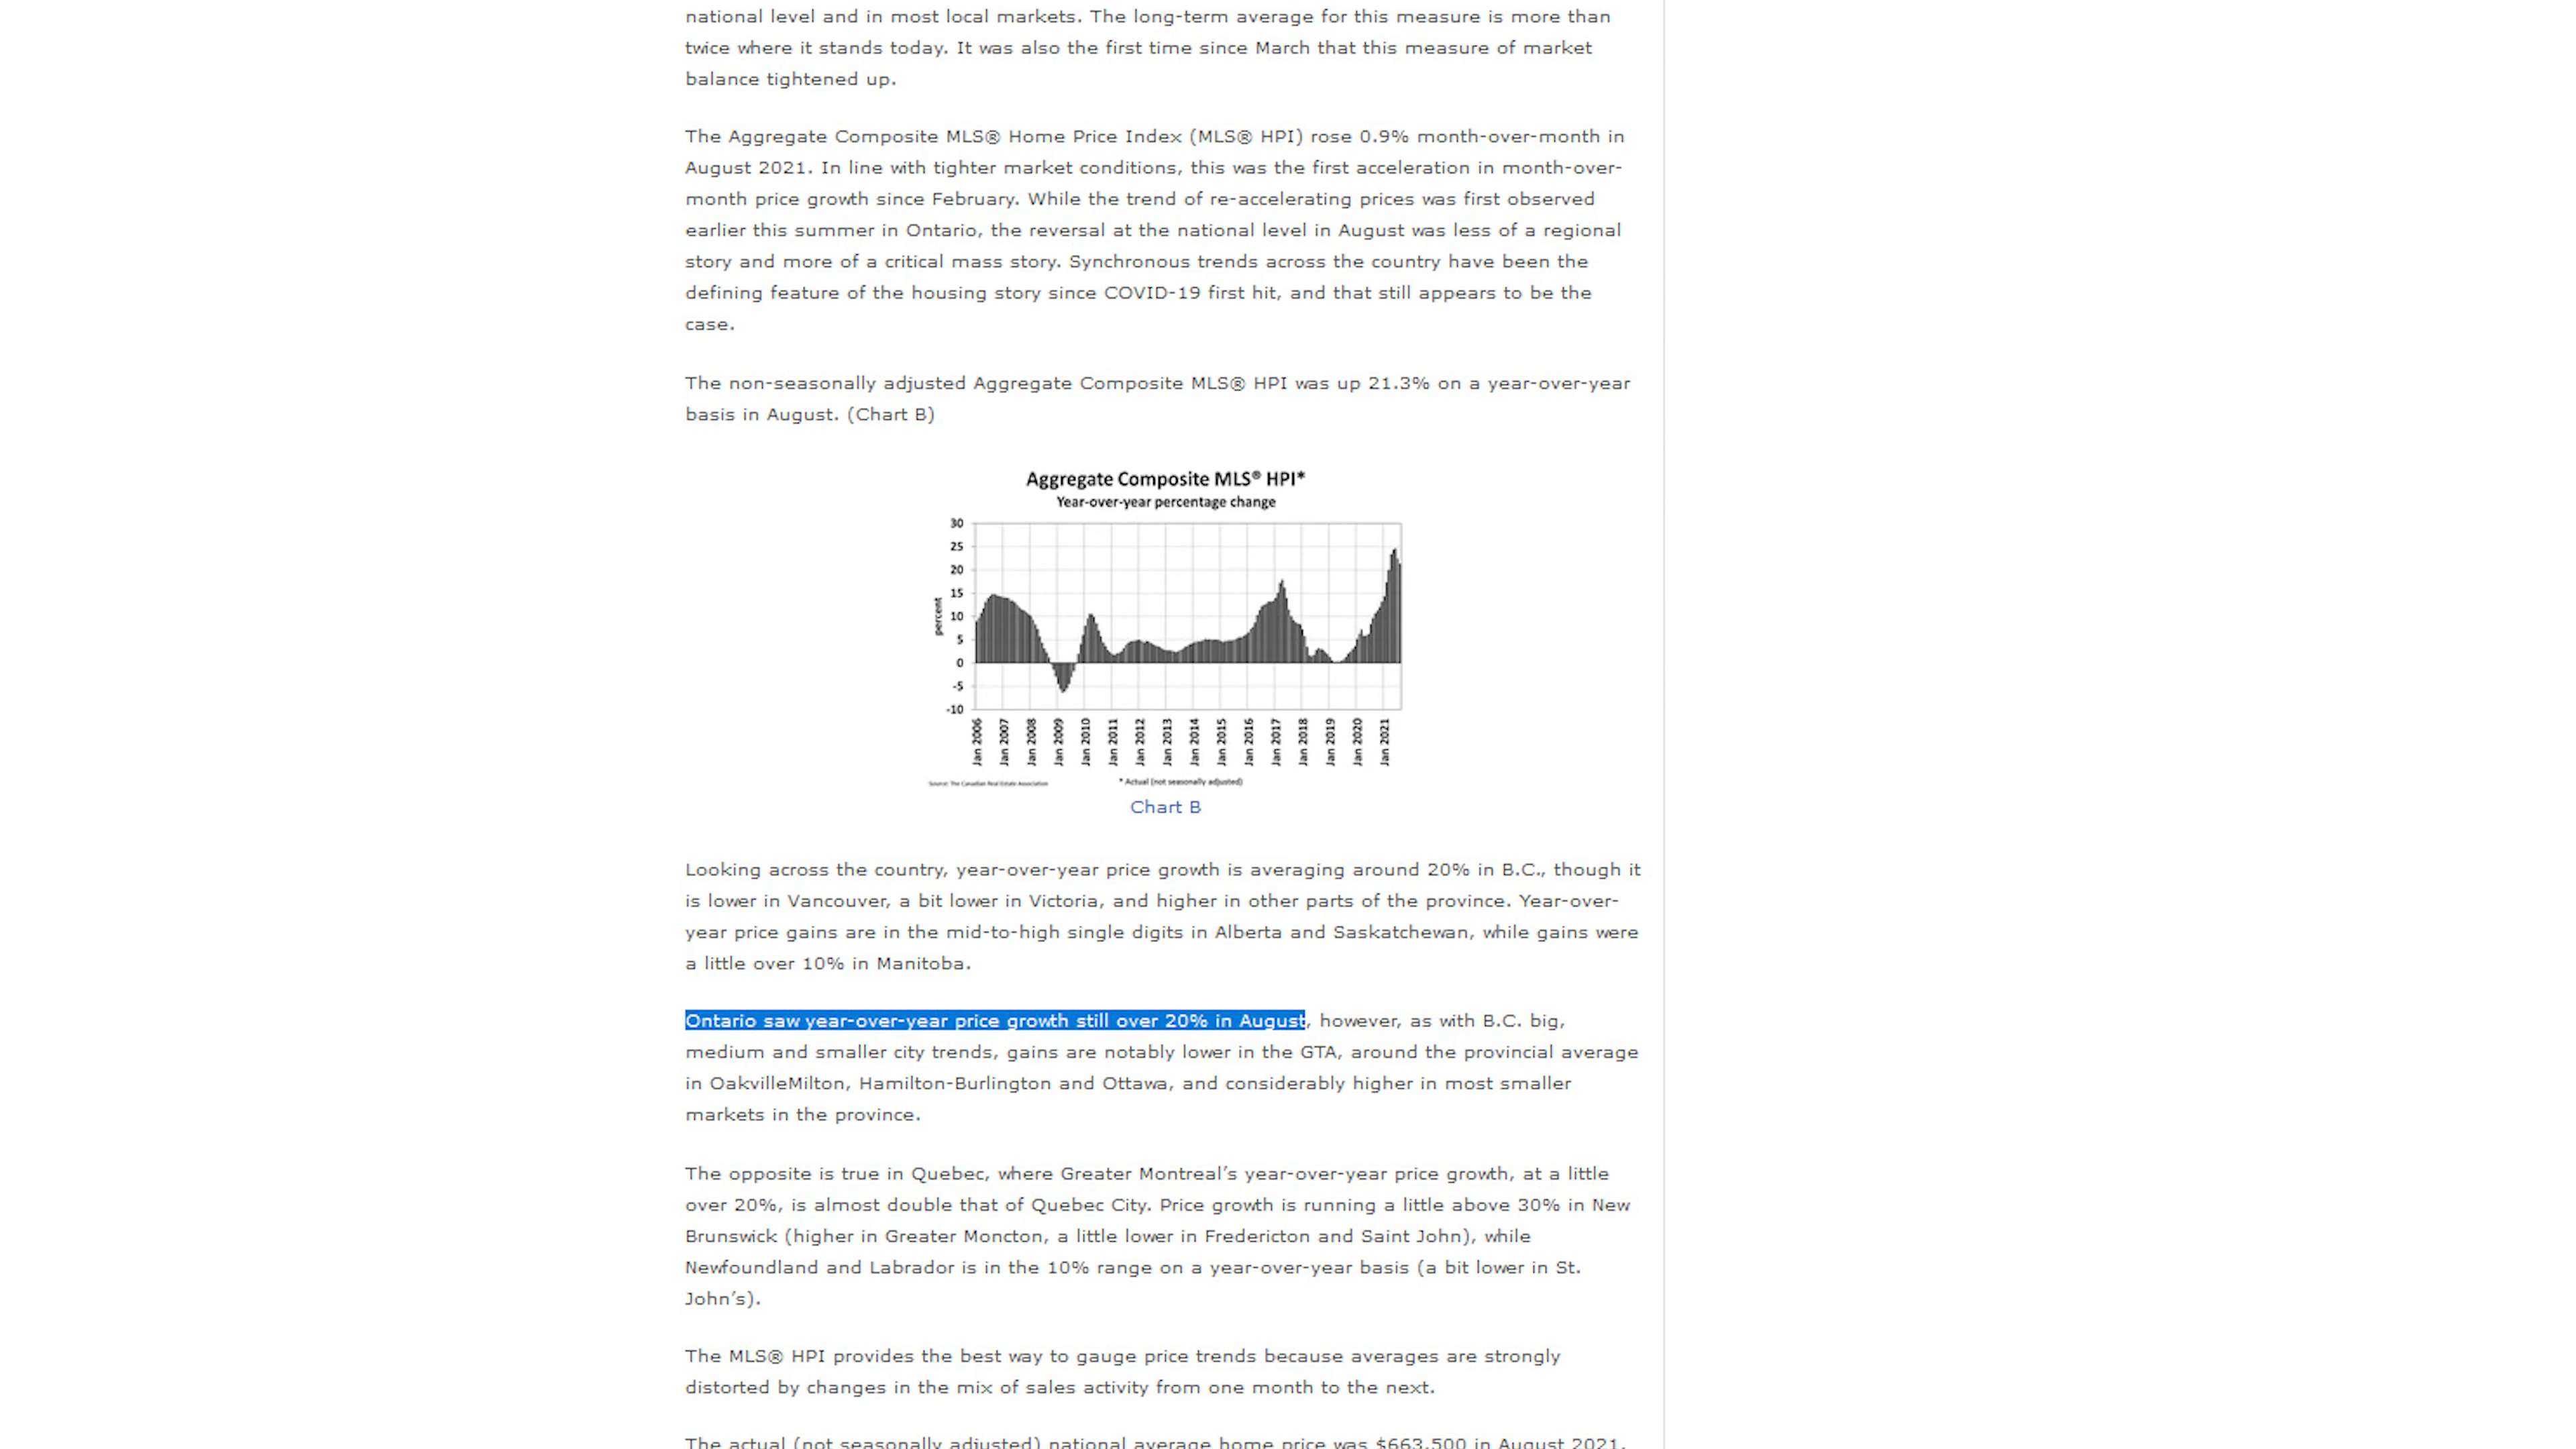 national level and in most local markets. The long-term average for this measure is more than
twice where it stands today. It was also the first time since March that this measure of market
balance tightened up.
The Aggregate Composite MLS® Home Price Index (MLS® HPI) rose 0.9% month-over-month in
August 2021. In line with tighter market conditions, this was the first acceleration in month-over-
month price growth since February. While the trend of re-accelerating prices was first observed
earlier this summer in Ontario, the reversal at the national level in August was less of a regional
story and more of a critical mass story. Synchronous trends across the country have been the
defining feature of the housing story since COVID-19 first hit, and that still appears to be the
case.
The non-seasonally adjusted Aggregate Composite MLS® HPI was up 21.3% on a year-over-year
basis in August. (Chart B)
Aggregate Composite MLS® HPI*
Year-over-year percentage change
30
25
20
15
10
5
0
-5
-10
percent
Jan 2006
Jan 2007
Jan 2008
Jan 2009
Jan 2010
Jan 2011
Jan 2012
Jan 2013
Jan 2014
Jan 2015
Jan 2016
Jan 2017
Jan 2018
Jan 2019
Jan 2020
Jan 2021
Source: The Canadian Real Estate Association
* Actual (not seasonally adjusted)
Chart B
Looking across the country, year-over-year price growth is averaging around 20% in B.C., though it
is lower in Vancouver, a bit lower in Victoria, and higher in other parts of the province. Year-over-
year price gains are in the mid-to-high single digits in Alberta and Saskatchewan, while gains were
a little over 10% in Manitoba.
Ontario saw year-over-year price growth still over 20% in August, however, as with B.C. big,
medium and smaller city trends, gains are notably lower in the GTA, around the provincial average
in OakvilleMilton, Hamilton-Burlington and Ottawa, and considerably higher in most smaller
markets in the province.
The opposite is true in Quebec, where Greater Montreal’s year-over-year price growth, at a little
over 20%, is almost double that of Quebec City. Price growth is running a little above 30% in New
Brunswick (higher in Greater Moncton, a little lower in Fredericton and Saint John), while
Newfoundland and Labrador is in the 10% range on a year-over-year basis (a bit lower in St.
John’s).
The MLS® HPI provides the best way to gauge price trends because averages are strongly
distorted by changes in the mix of sales activity from one month to the next.
The actual (not seasonally adjusted) national average home price was $663,500 in August 2021,